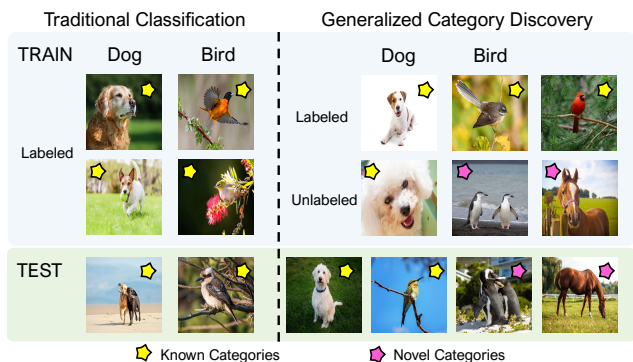 Traditional Classification
Generalized Category Discovery
TRAIN
Dog
Bird
Dog
Bird
Labeled
Labeled
Unlabeled
TEST
Known Categories
Novel Categories